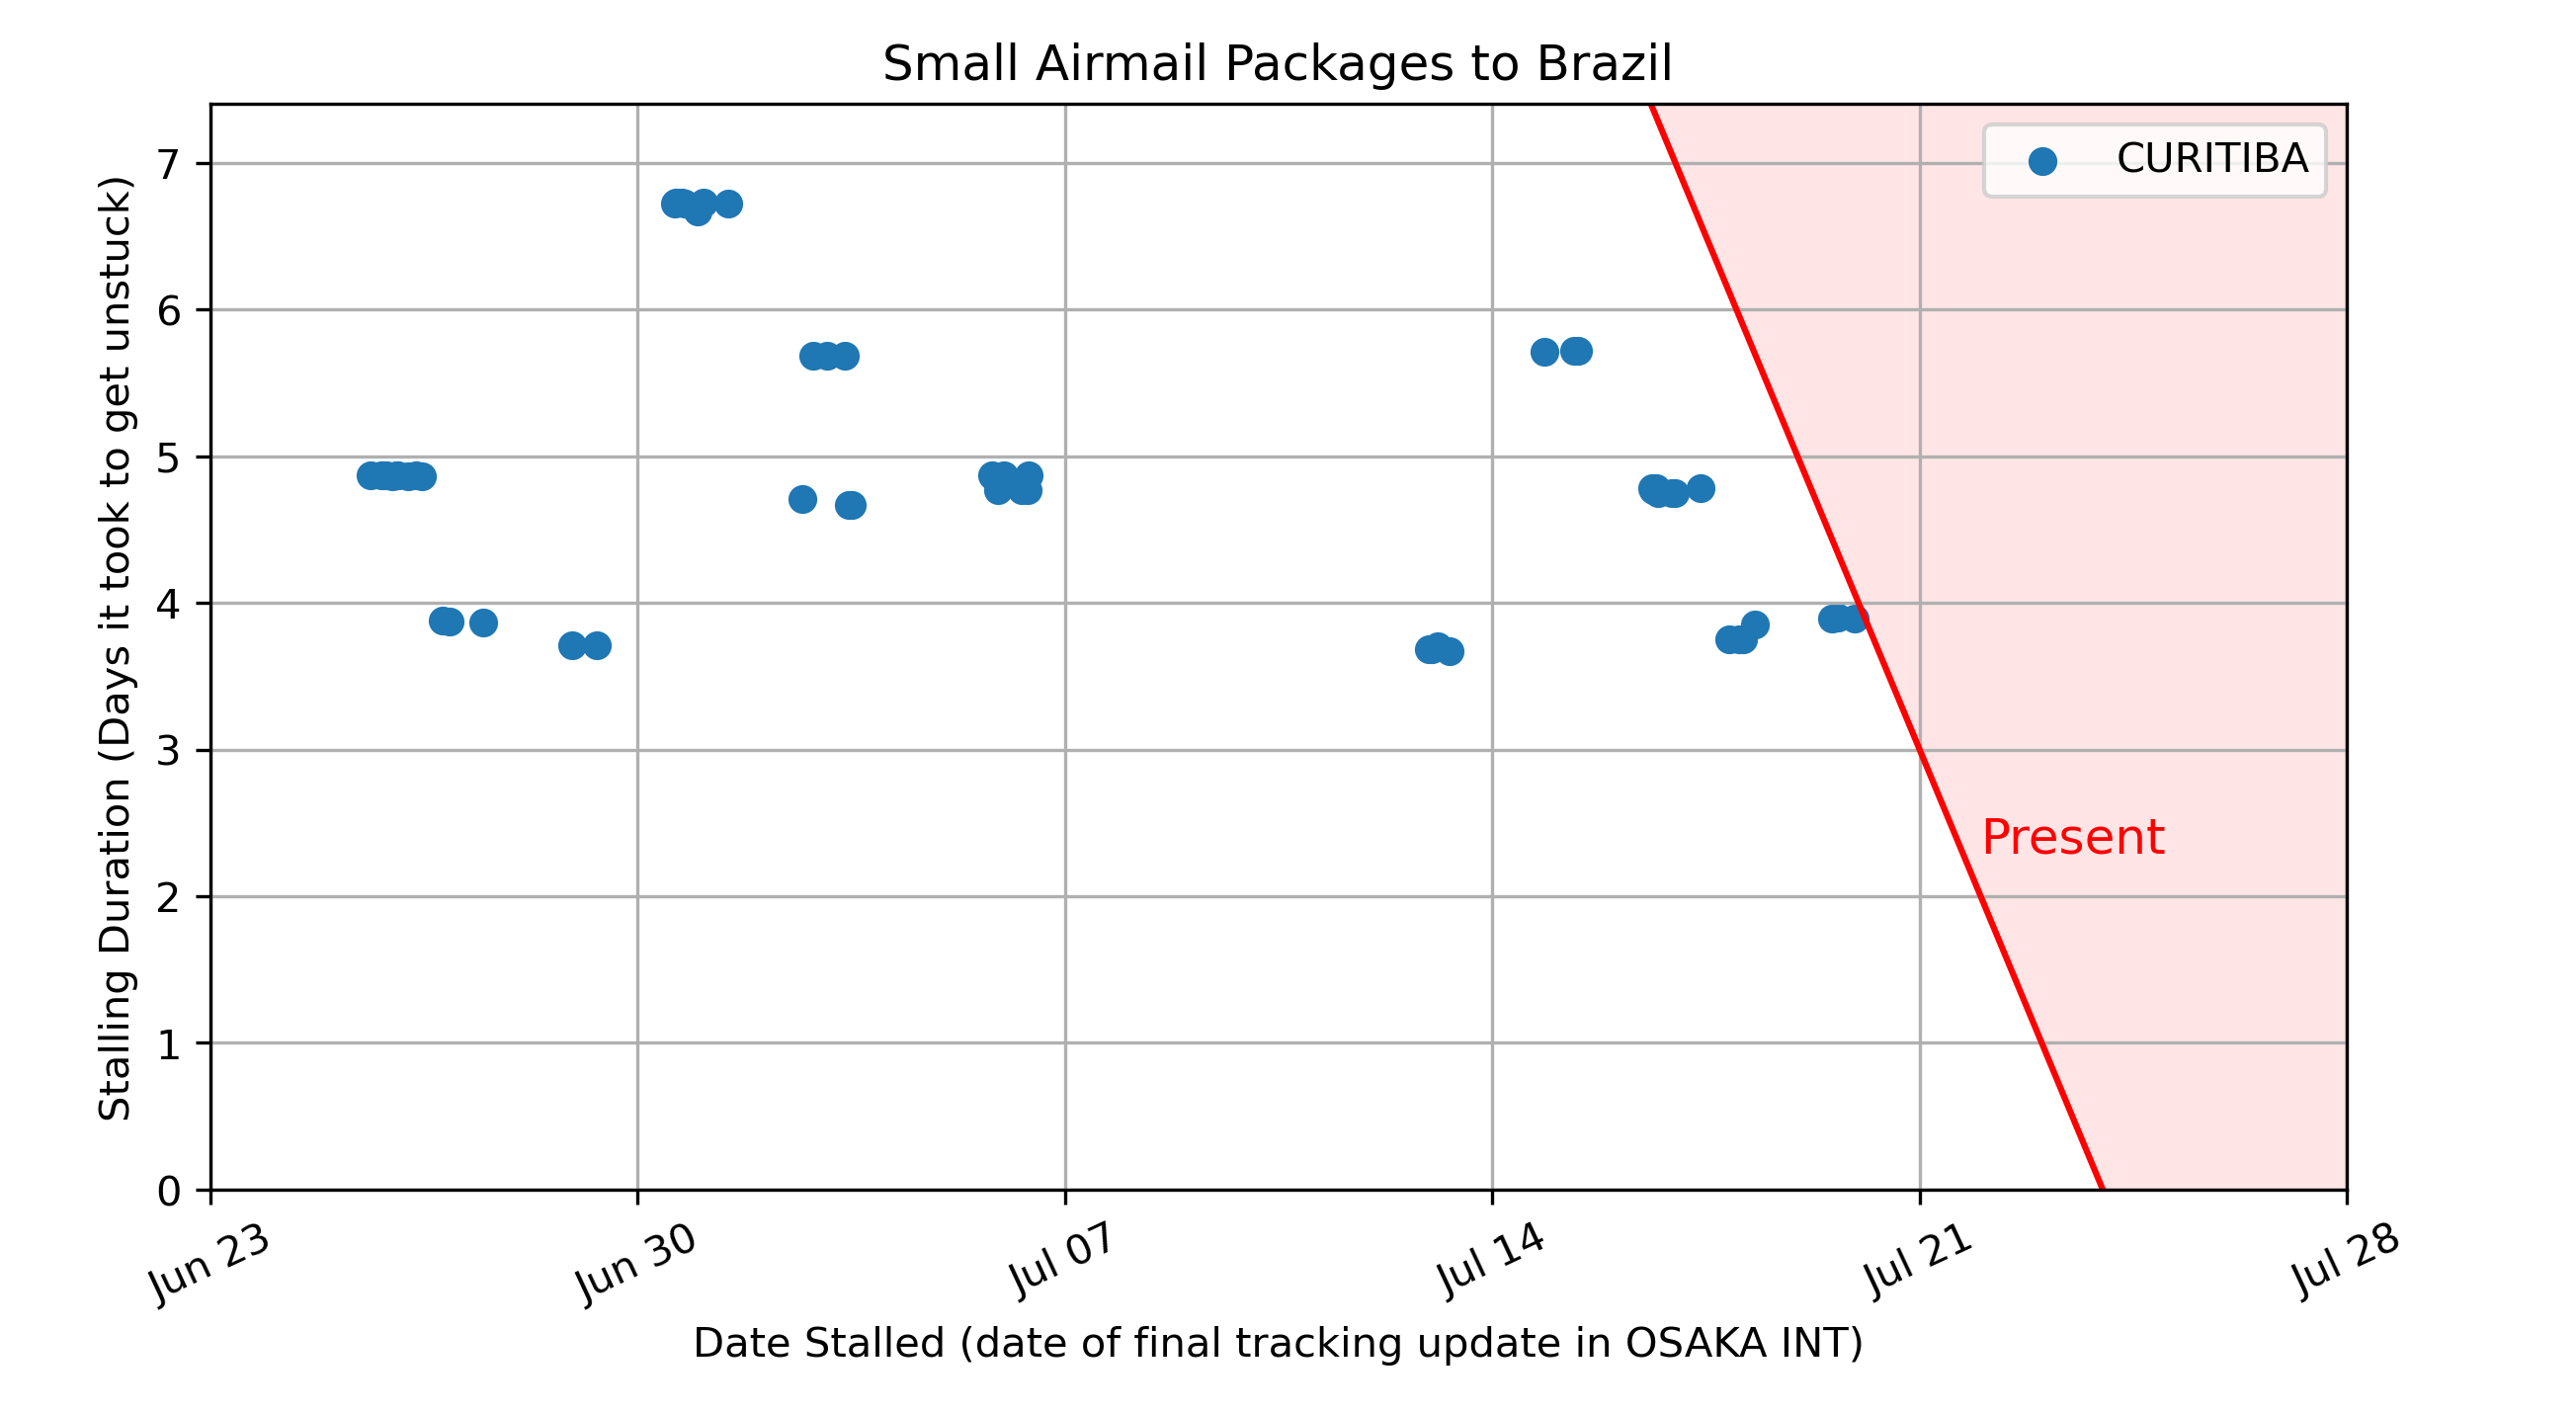 Small Airmail Packages to Brazil
Stalling Duration (Days it took to get unstuck)
7
6
5
4
3
2
1
0
CURITIBA
Present
Jun 23
Jun 30
Jul 07
Jul 14
Jul 21
Jul 28
Date Stalled (date of final tracking update in OSAKA INT)